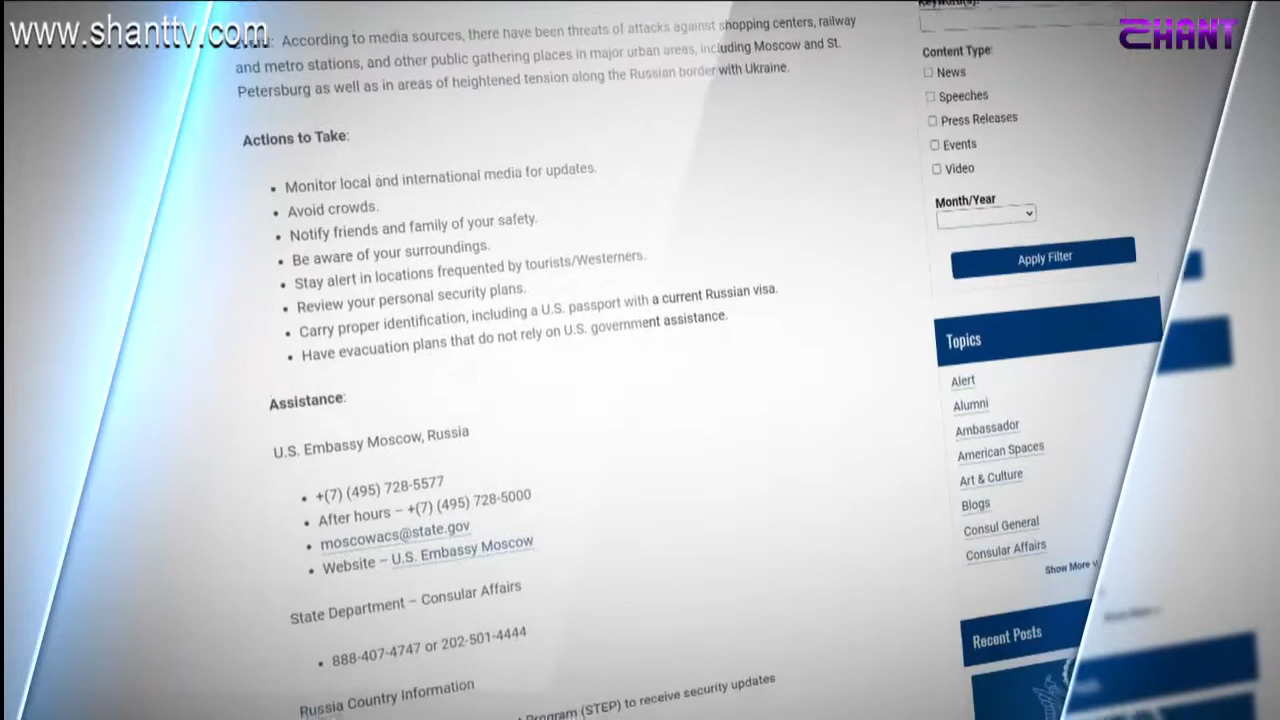 www.shanttv.com
SHANT
According to media sources, there have been threats of attacks against shopping centers, railway
and metro stations, and other public gathering places in major urban areas, including Moscow and St.
Petersburg as well as in areas of heightened tension along the Russian border with Ukraine.
Actions to Take:
• Monitor local and international media for updates.
• Avoid crowds.
• Notify friends and family of your safety.
• Be aware of your surroundings.
• Stay alert in locations frequented by tourists/Westerners.
• Review your personal security plans.
• Carry proper identification, including a U.S. passport with a current Russian visa.
• Have evacuation plans that do not rely on U.S. government assistance.
Assistance:
U.S. Embassy Moscow, Russia
• +(7) (495) 728-5577
• After hours – +(7) (495) 728-5000
• moscowacs@state.gov
• Website – U.S. Embassy Moscow
State Department – Consular Affairs
• 888-407-4747 or 202-501-4444
Russia Country Information
Program (STEP) to receive security updates
Keyword(s):
Content Type:
News
Speeches
Press Releases
Events
Video
Month/Year
Apply Filter
Topics
Alert
Alumni
Ambassador
American Spaces
Art & Culture
Blogs
Consul General
Consular Affairs
Show More
Recent Posts